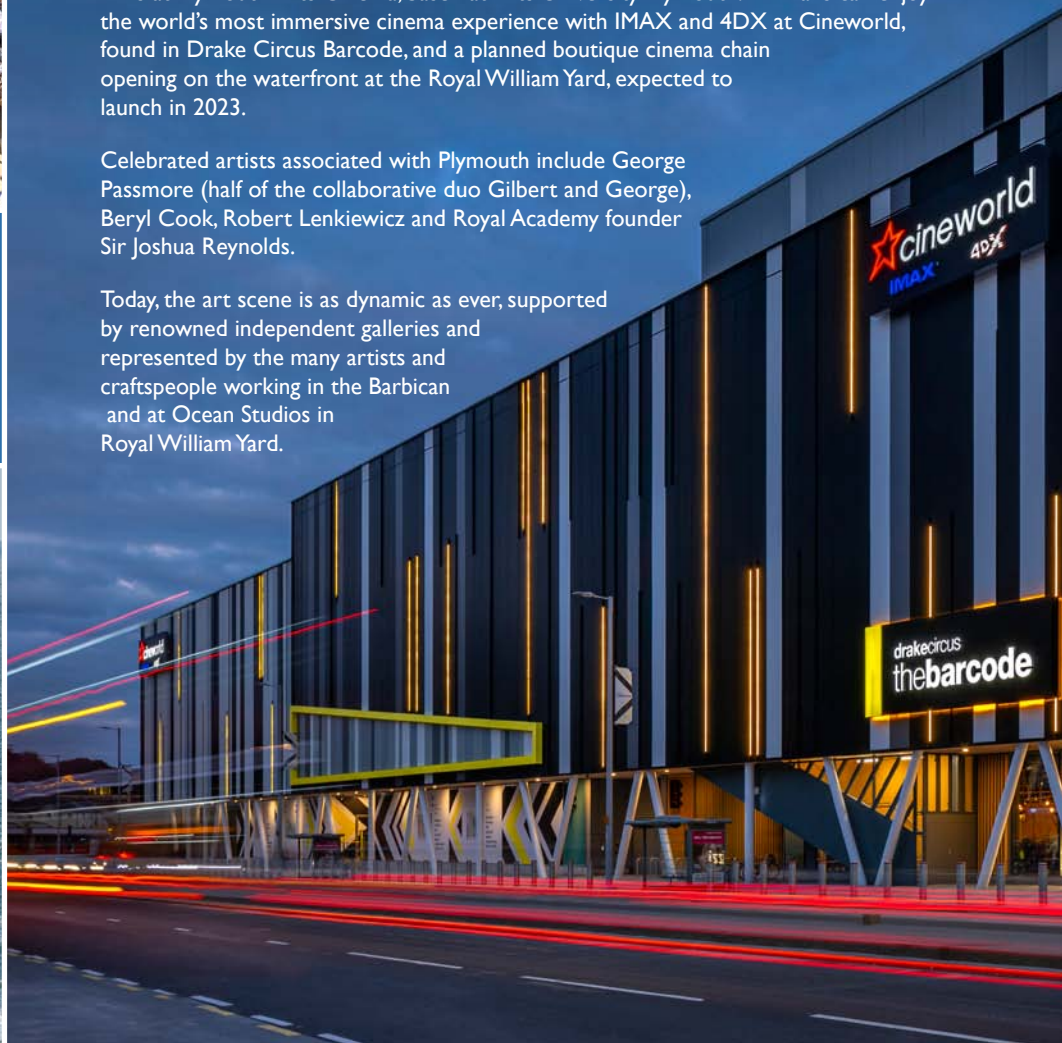 the world's most immersive cinema experience with IMAX and 4DX at Cineworld,
found in Drake Circus Barcode, and a planned boutique cinema chain
opening on the waterfront at the Royal William Yard, expected to
launch in 2023.
Celebrated artists associated with Plymouth include George
Passmore (half of the collaborative duo Gilbert and George),
Beryl Cook, Robert Lenkiewicz and Royal Academy founder
Sir Joshua Reynolds.
Today, the art scene is as dynamic as ever, supported
by renowned independent galleries and
represented by the many artists and
craftspeople working in the Barbican
and at Ocean Studios in
Royal William Yard.
cineworld
IMAX 4DX
drakecircus
thebarcode
cineworld